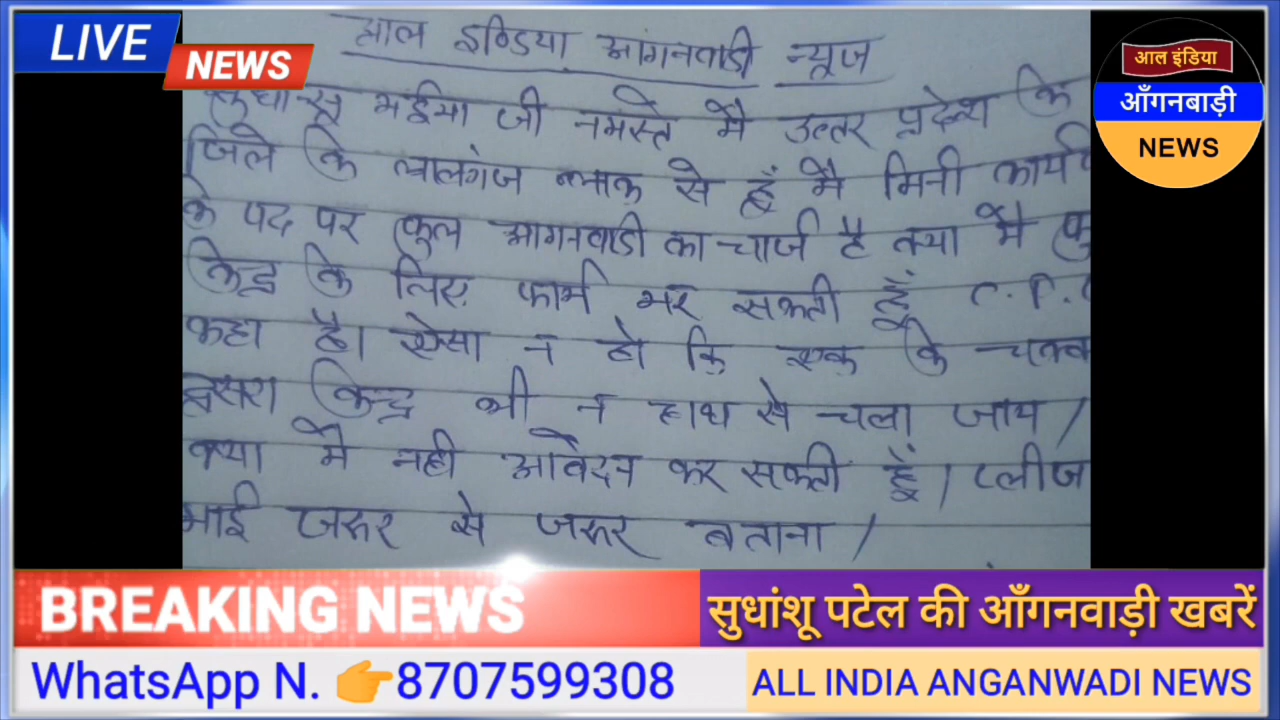 LIVE
NEWS
आल इण्डिया आंगनवाडी न्यूज
आल इंडिया
आँगनबाड़ी
NEWS
भईया जी नमस्ते मै उत्तर प्रदेश कि
जिले कि लालगंज ब्लाक से हूँ मै मिनी
के पद पर फुल आगनवाडी का चार्ज है क्या मै
केन्द्र कि लिए फार्म भर सकती हूँ
कहा है। ऐसा न हो कि एक कि
दूसरा केन्द्र भी न हाथ से चला जाय /
क्या मै नही आवेदन कर सकती हूँ / प्लीज
भाई जरूर से जरूर बताना /
BREAKING NEWS
सुधांशू पटेल की आँगनवाड़ी खबरें
WhatsApp N. 👉8707599308
ALL INDIA ANGANWADI NEWS